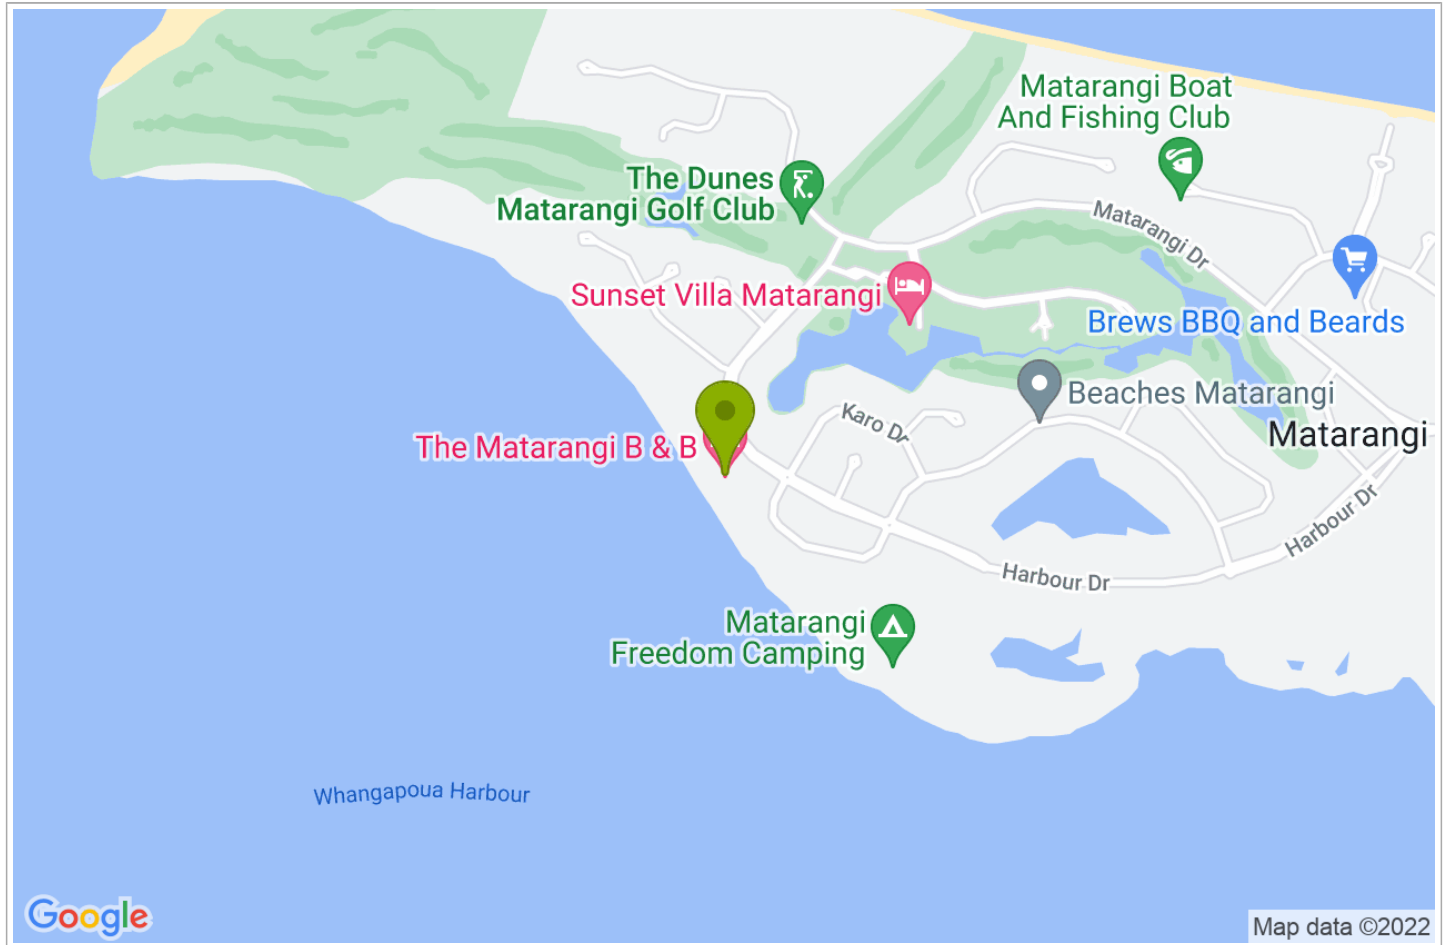 Matarangi Boat
And Fishing Club
The Dunes
Matarangi Golf Club
Matarangi Dr
Sunset Villa Matarangi
Brews BBQ and Beards
Beaches Matarangi
Karo Dr
Matarangi
The Matarangi B & B
Harbour Dr
Harbour Dr
Matarangi
Freedom Camping
Whangapoua Harbour
Google
Map data ©2022